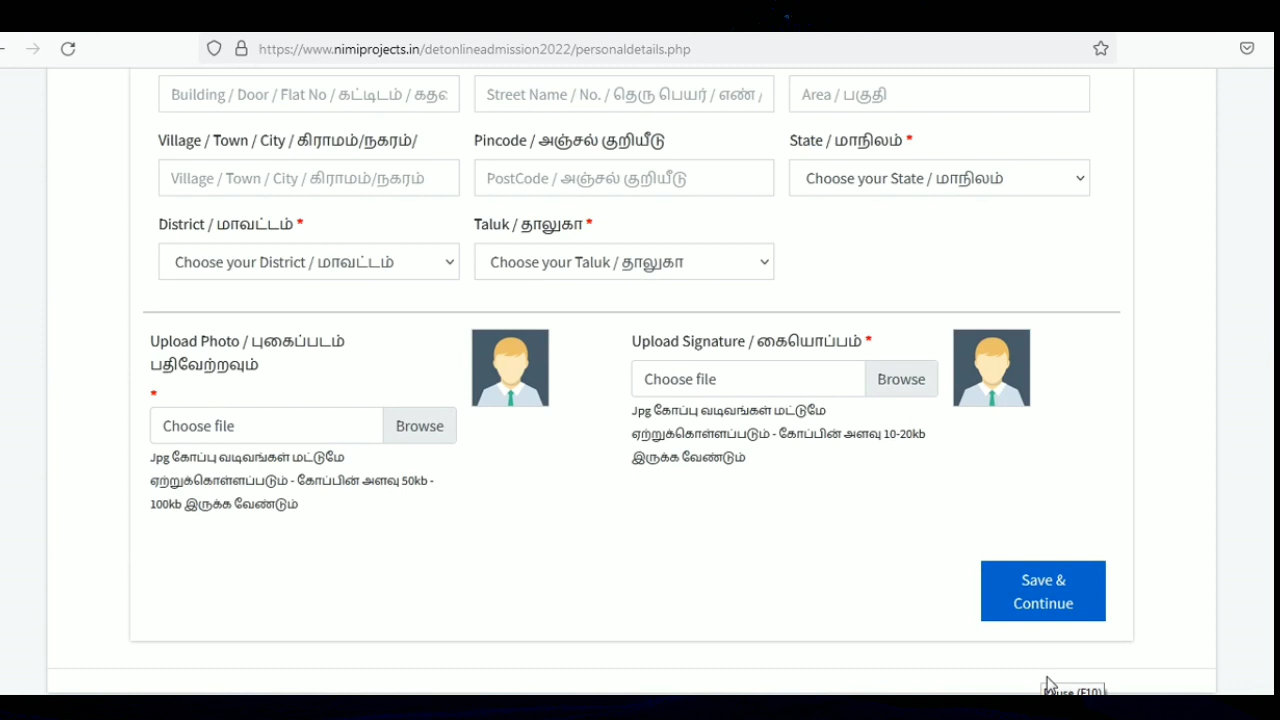 https://www.nimiprojects.in/detonlineadmission2022/personaldetails.php
Building / Door / Flat No / கட்டிடம் / கதவ
Street Name / No. / தெரு பெயர் / எண் /
Area / பகுதி
Village / Town / City / கிராமம்/நகரம்/
Pincode / அஞ்சல் குறியீடு
State / மாநிலம் *
Village / Town / City / கிராமம்/நகரம்
PostCode / அஞ்சல் குறியீடு
Choose your State / மாநிலம்
District / மாவட்டம் *
Taluk / தாலுகா *
Choose your District / மாவட்டம்
Choose your Taluk / தாலுகா
Upload Photo / புகைப்படம்
பதிவேற்றவும்
*
Choose file
Browse
Jpg கோப்பு வடிவங்கள் மட்டுமே
ஏற்றுக்கொள்ளப்படும் - கோப்பின் அளவு 50kb -
100kb இருக்க வேண்டும்
Upload Signature / கையொப்பம் *
Choose file
Browse
Jpg கோப்பு வடிவங்கள் மட்டுமே
ஏற்றுக்கொள்ளப்படும் - கோப்பின் அளவு 10-20kb
இருக்க வேண்டும்
Save &
Continue
(F10)